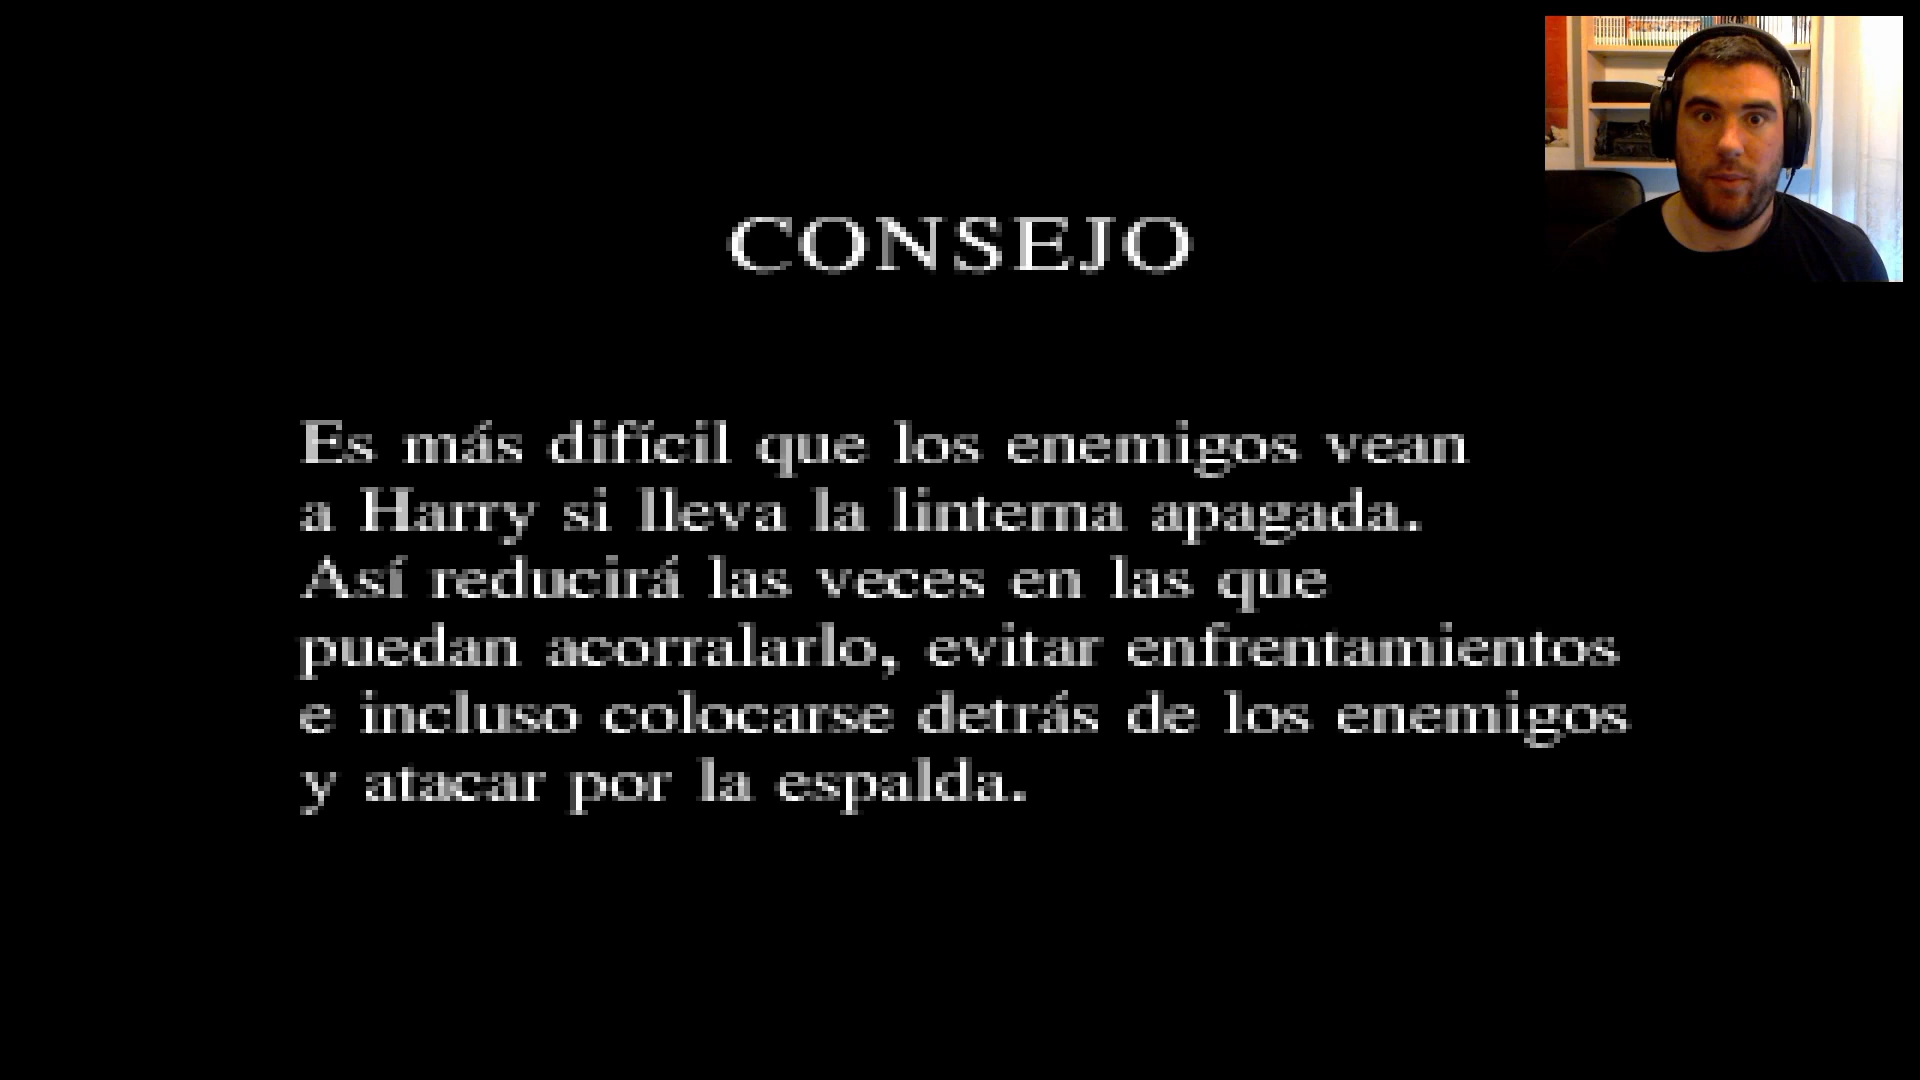 CONSEJO
Es más difícil que los enemigos vean
a Harry si lleva la linterna apagada.
Así reducirá las veces en las que
puedan acorralarlo, evitar enfrentamientos
e incluso colocarse detrás de los enemigos
y atacar por la espalda.